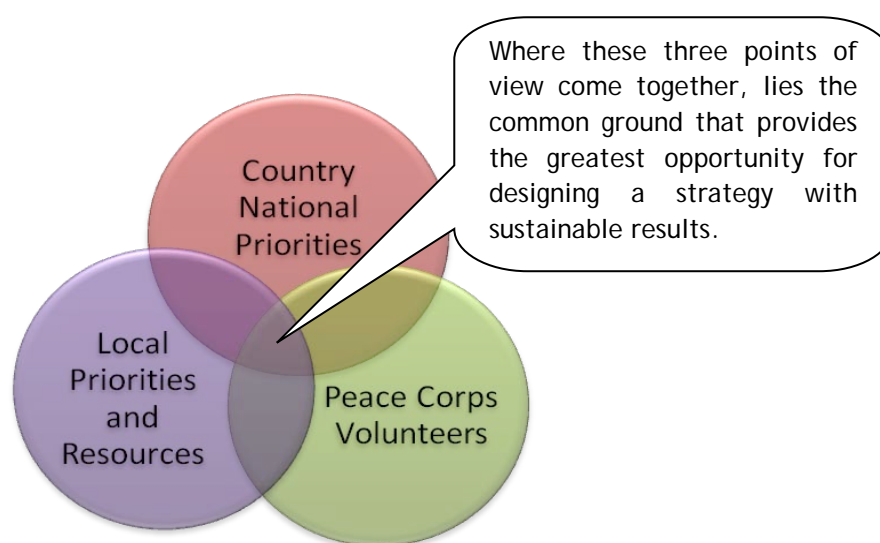 Where these three points of
view come together, lies the
common ground that provides
the greatest opportunity for
designing a strategy with
sustainable results.
Country
National
Priorities
Local
Priorities
and
Resources
Peace Corps
Volunteers